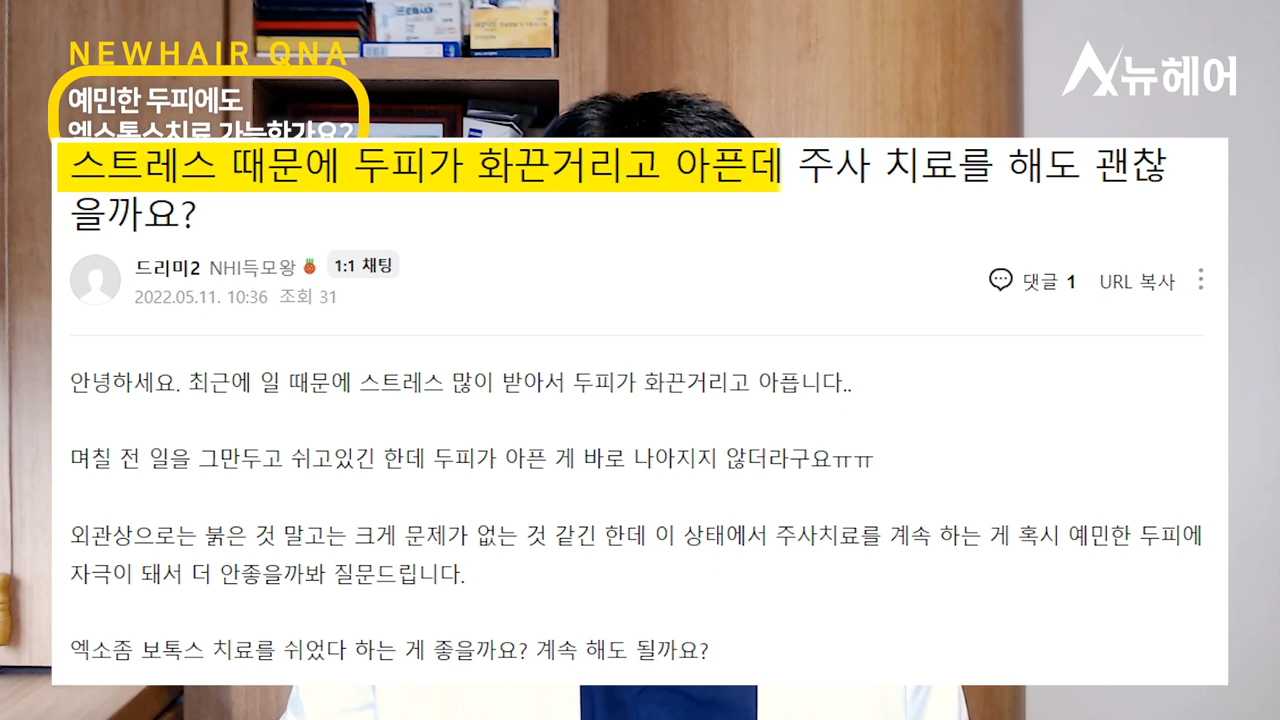 NEWHAIR QNA
뉴헤어
예민한 두피에도
엑스톡스치료 가능한가요?
스트레스 때문에 두피가 화끈거리고 아픈데 주사 치료를 해도 괜찮
을까요?
드리미2 NHI득모왕 1:1 채팅
2022.05.11. 10:36 조회 31
댓글 1 URL 복사
안녕하세요. 최근에 일 때문에 스트레스 많이 받아서 두피가 화끈거리고 아픕니다..
며칠 전 일을 그만두고 쉬고있긴 한데 두피가 아픈 게 바로 나아지지 않더라구요ㅠㅠ
외관상으로는 붉은 것 말고는 크게 문제가 없는 것 같긴 한데 이 상태에서 주사치료를 계속 하는 게 혹시 예민한 두피에
자극이 돼서 더 안좋을까봐 질문드립니다.
엑소좀 보톡스 치료를 쉬었다 하는 게 좋을까요? 계속 해도 될까요?